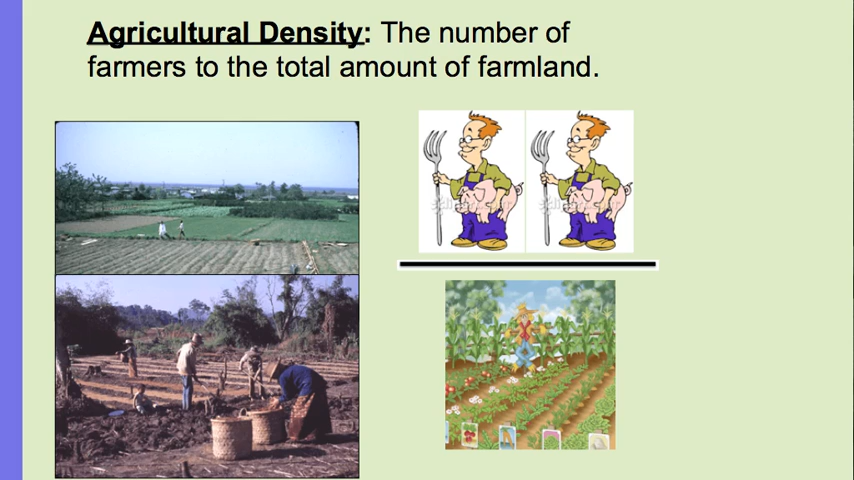 Agricultural Density: The number of
farmers to the total amount of farmland.